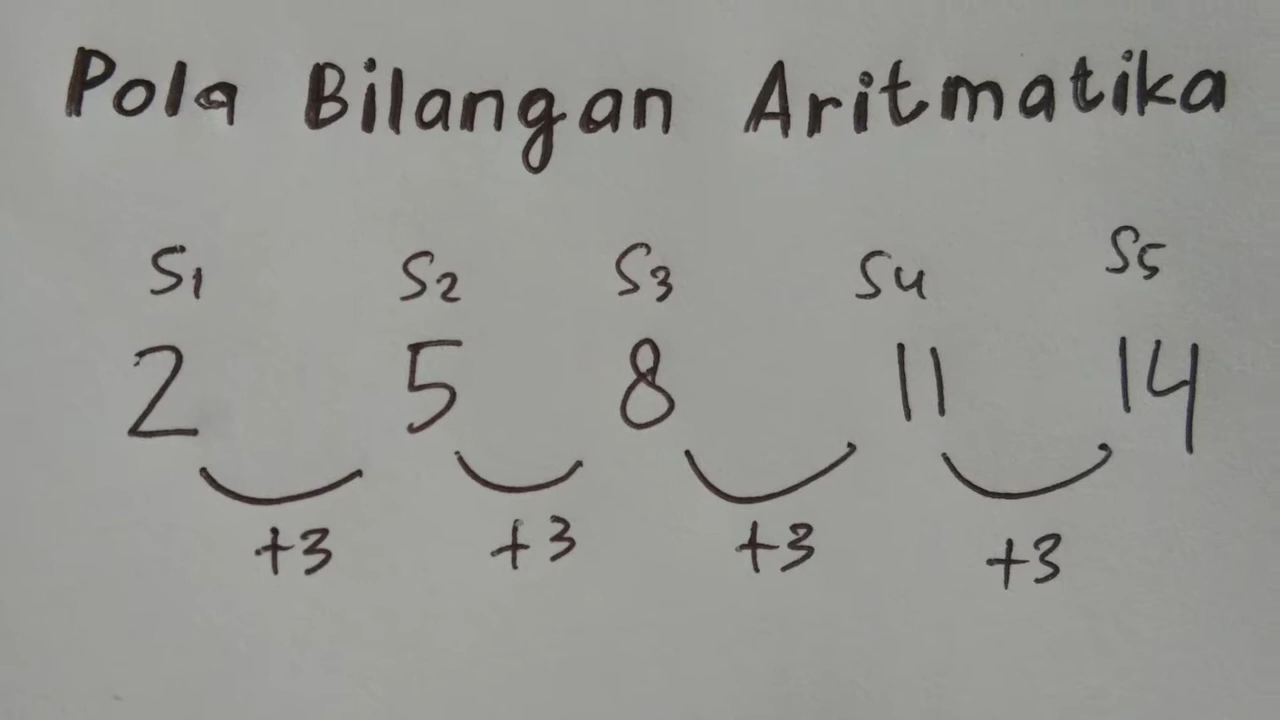 Pola Bilangan Aritmatika
S1 S2 S3 S4 S5
2 5 8 11 14
+3 +3 +3 +3